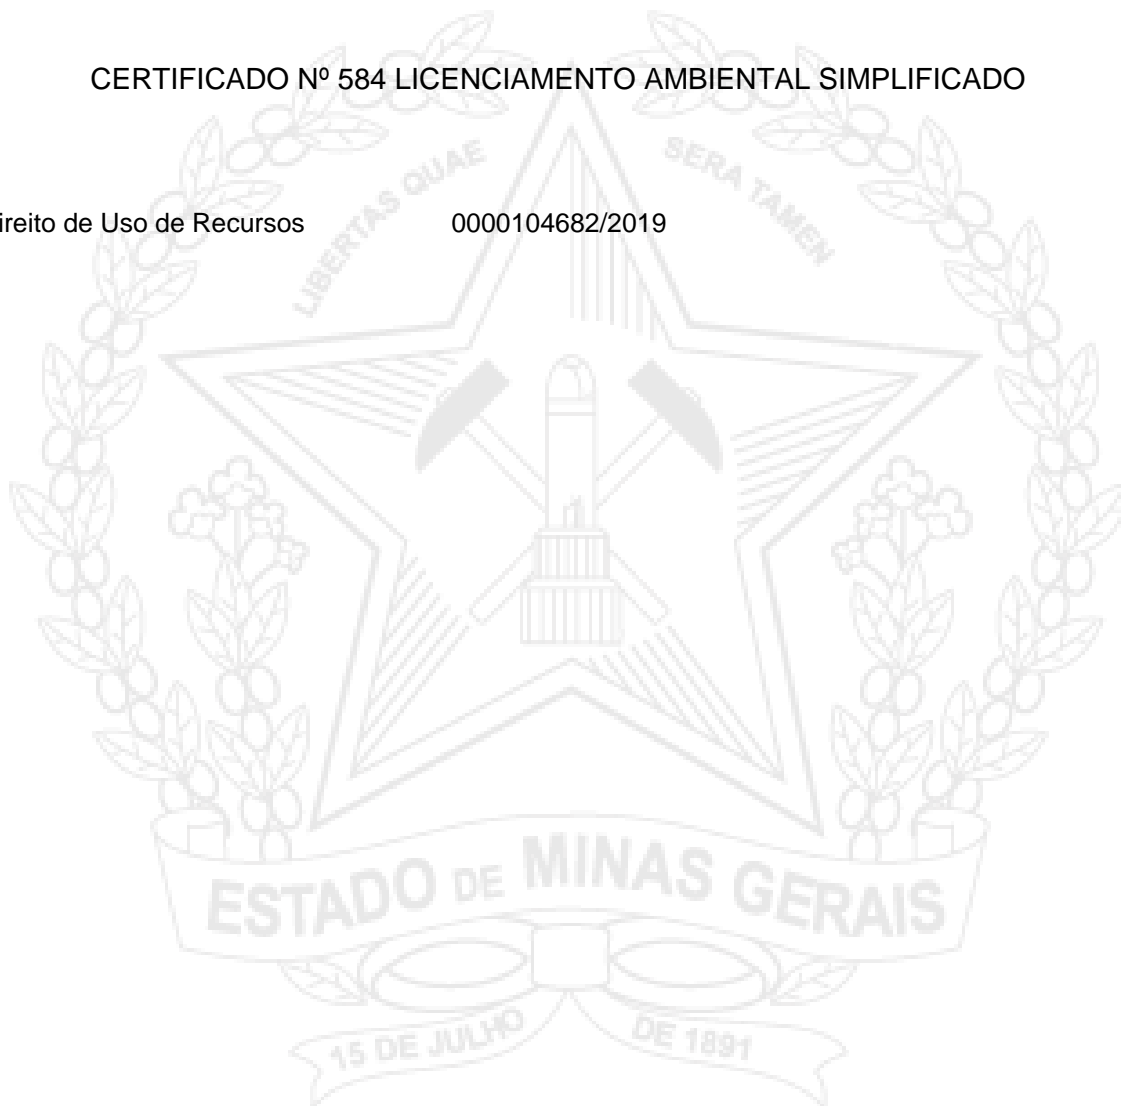 CERTIFICADO Nº 584 LICENCIAMENTO AMBIENTAL SIMPLIFICADO
LIBERTAS QUAE SERA TAMEN
ireito de Uso de Recursos 0000104682/2019
ESTADO DE MINAS GERAIS
15 DE JULHO DE 1891